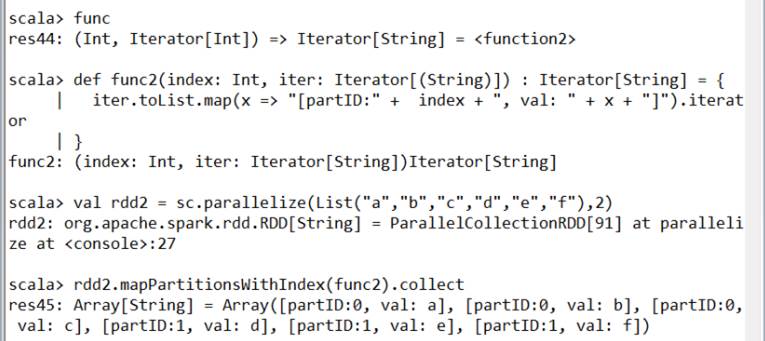 scala> func
res44: (Int, Iterator[Int]) => Iterator[String] = <function2>
scala> def func2(index: Int, iter: Iterator[(String)]) : Iterator[String] = {
     |   iter.toList.map(x => "[partID:" +  index + ", val: " + x + "]").iterat
or
     | }
func2: (index: Int, iter: Iterator[String])Iterator[String]
scala> val rdd2 = sc.parallelize(List("a","b","c","d","e","f"),2)
rdd2: org.apache.spark.rdd.RDD[String] = ParallelCollectionRDD[91] at paralleli
ze at <console>:27
scala> rdd2.mapPartitionsWithIndex(func2).collect
res45: Array[String] = Array([partID:0, val: a], [partID:0, val: b], [partID:0,
 val: c], [partID:1, val: d], [partID:1, val: e], [partID:1, val: f])